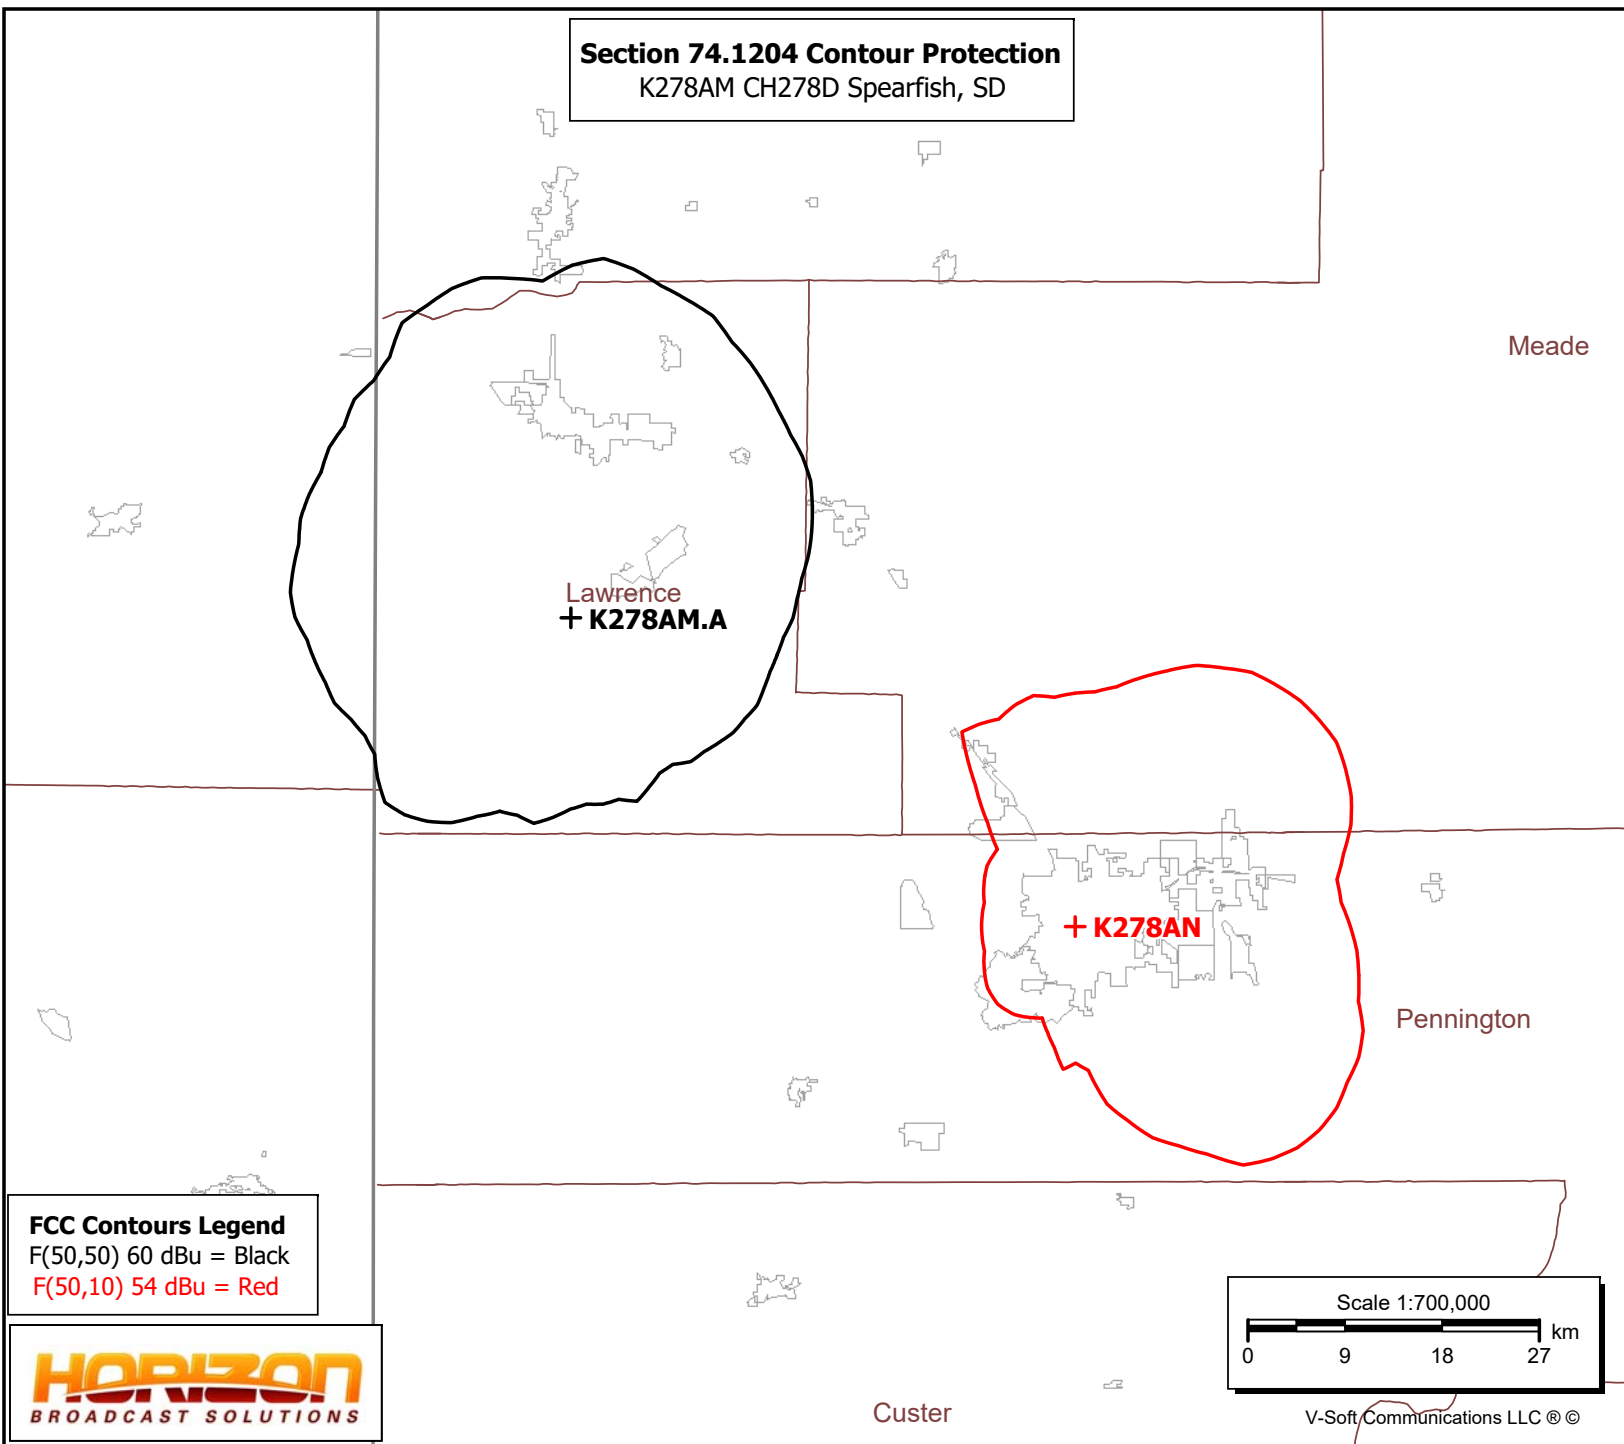 Section 74.1204 Contour Protection
K278AM CH278D Spearfish, SD
Meade
Lawrence
K278AM.A
K278AN
Pennington
FCC Contours Legend
F(50,50) 60 dBu = Black
F(50,10) 54 dBu = Red
Scale 1:700,000
km
0 9 18 27
HORIZON
BROADCAST SOLUTIONS
Custer
V-Soft Communications LLC ® ©